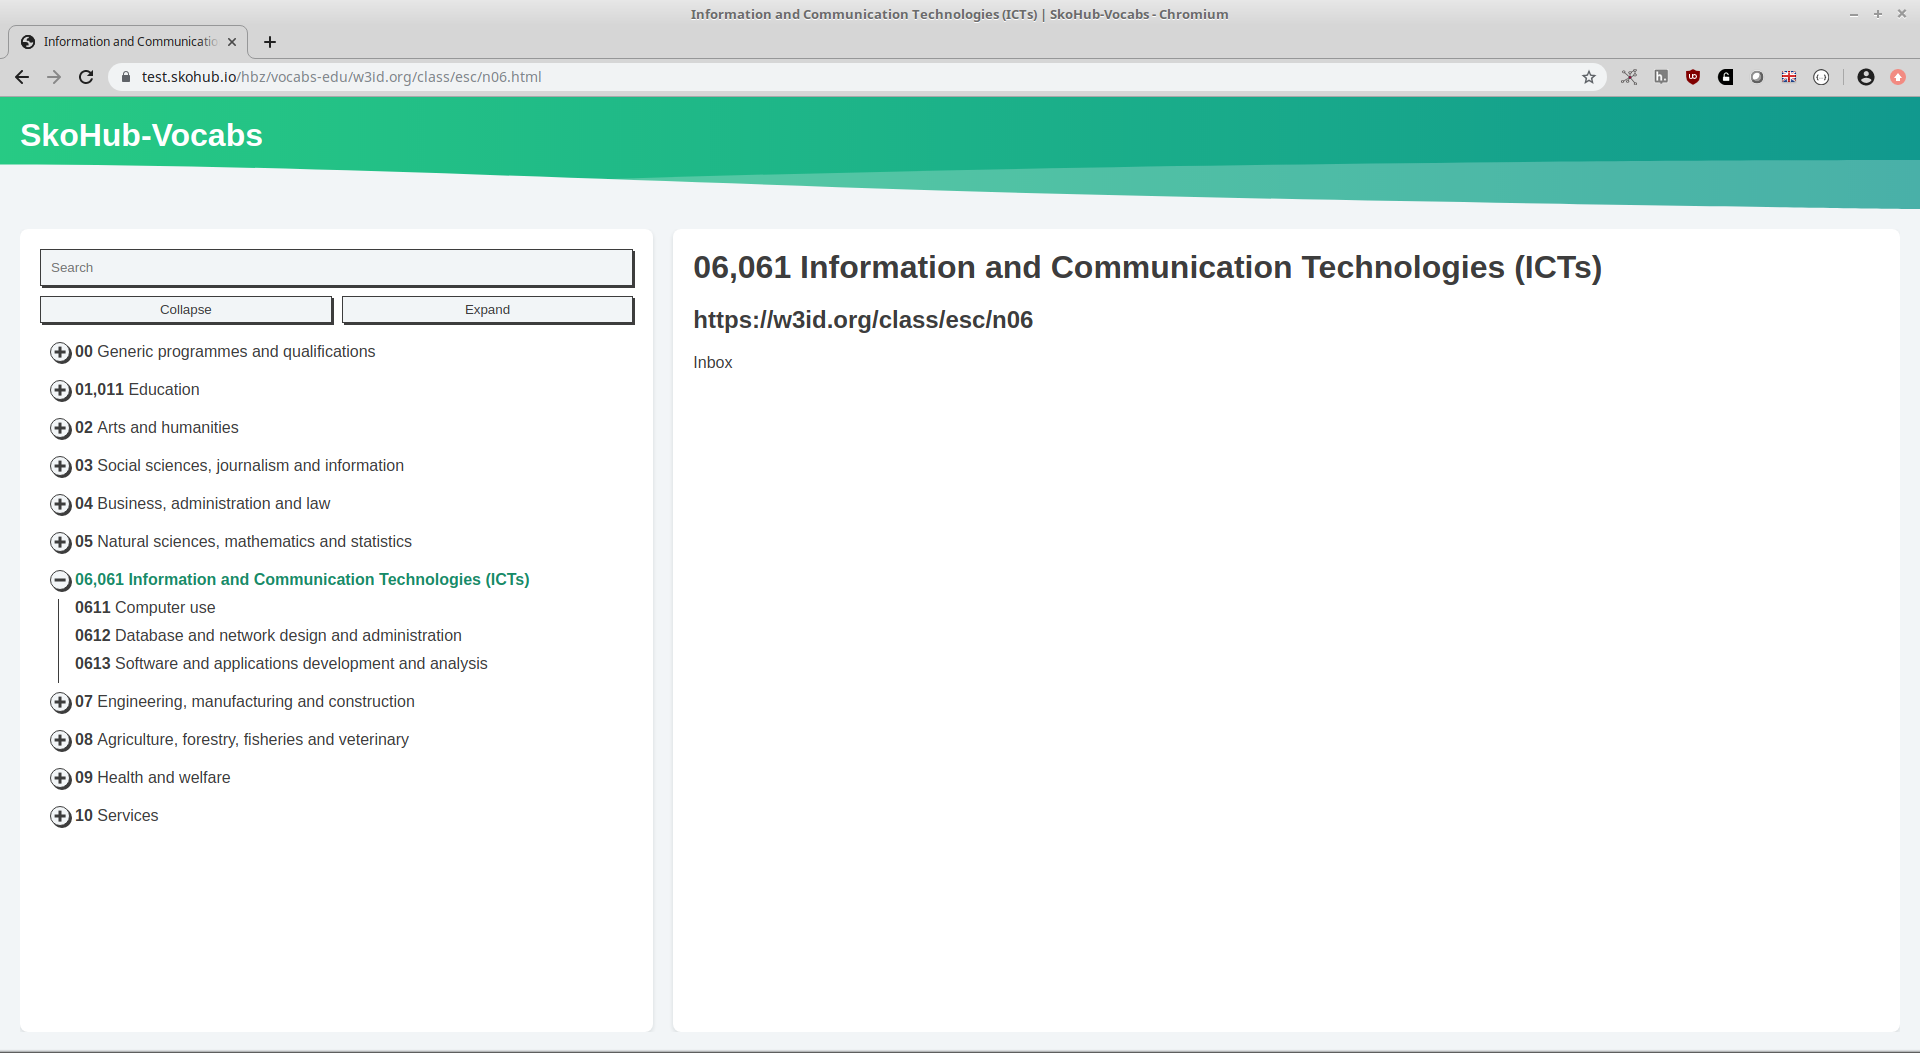 Information and Communication Technologies (ICTs) | SkoHub-Vocabs - Chromium
Information and Communicatio
test.skohub.io/hbz/vocabs-edu/w3id.org/class/esc/n06.html
SkoHub-Vocabs
Search
Collapse Expand
00 Generic programmes and qualifications
01,011 Education
02 Arts and humanities
03 Social sciences, journalism and information
04 Business, administration and law
05 Natural sciences, mathematics and statistics
06,061 Information and Communication Technologies (ICTs)
0611 Computer use
0612 Database and network design and administration
0613 Software and applications development and analysis
07 Engineering, manufacturing and construction
08 Agriculture, forestry, fisheries and veterinary
09 Health and welfare
10 Services
06,061 Information and Communication Technologies (ICTs)
https://w3id.org/class/esc/n06
Inbox